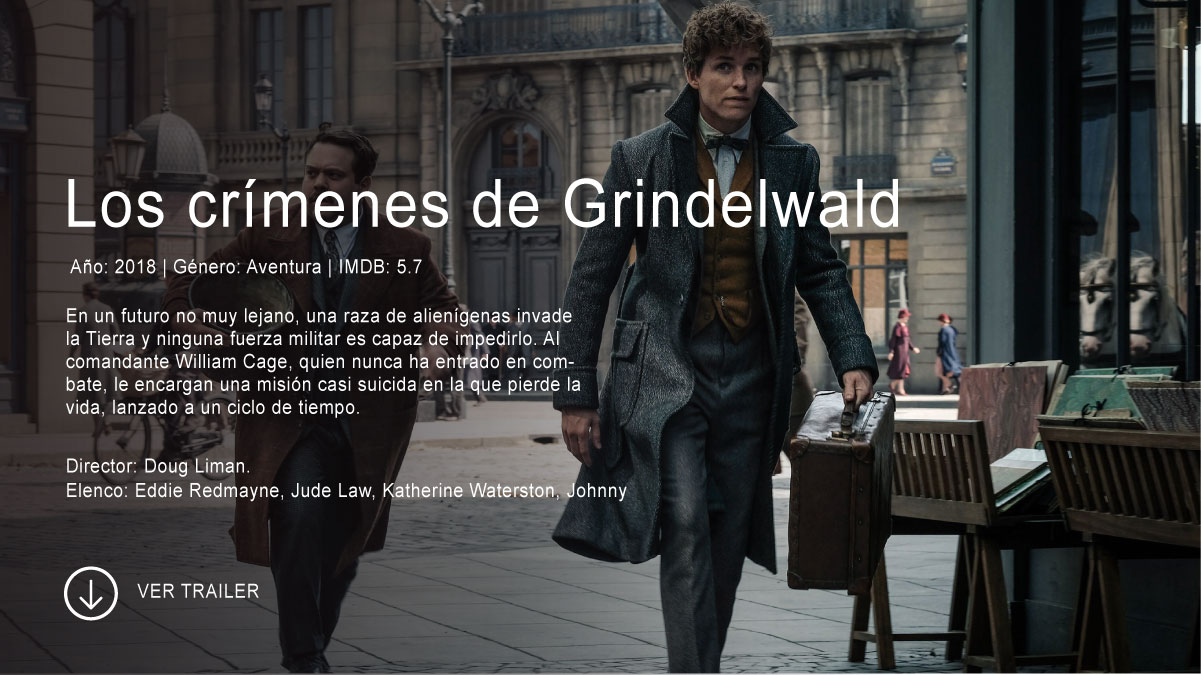 Los crímenes de Grindelwald
Año: 2018 | Género: Aventura | IMDB: 5.7
En un futuro no muy lejano, una raza de alienígenas invade
la Tierra y ninguna fuerza militar es capaz de impedirlo. Al
comandante William Cage, quien nunca ha entrado en com-
bate, le encargan una misión casi suicida en la que pierde la
vida, lanzado a un ciclo de tiempo.
Director: Doug Liman.
Elenco: Eddie Redmayne, Jude Law, Katherine Waterston, Johnny
VER TRAILER